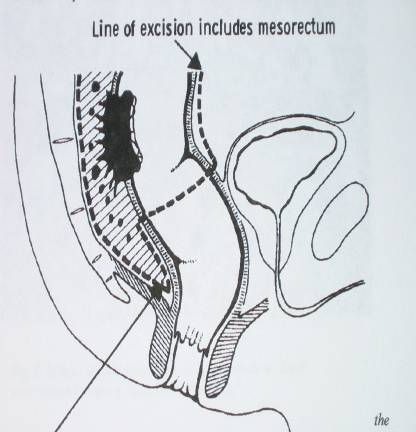 Line of excision includes mesorectum
the